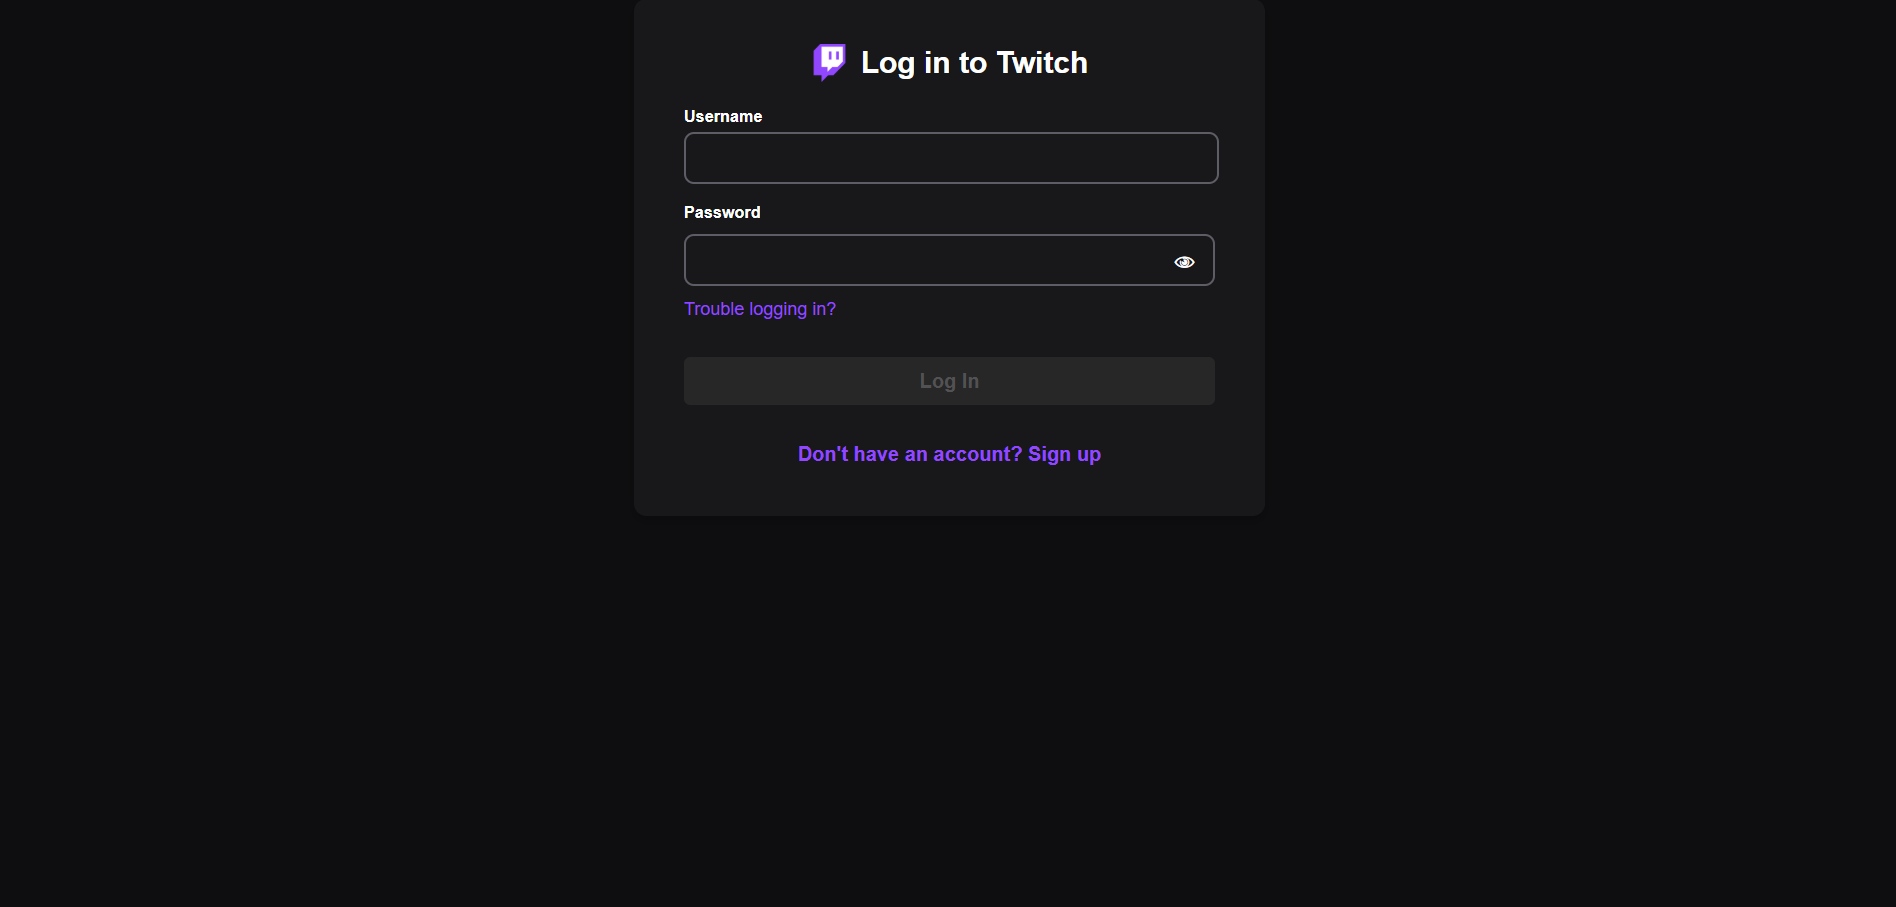 Log in to Twitch
Username
Password
Trouble logging in?
Log In
Don't have an account? Sign up